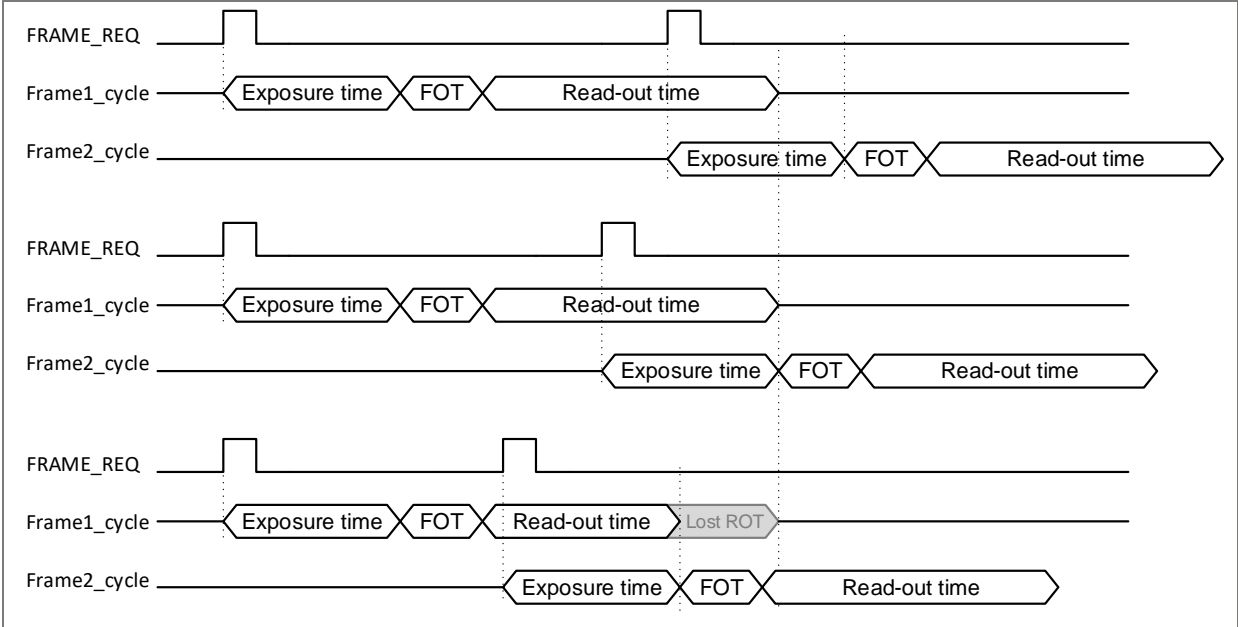 FRAME_REQ
Frame1_cycle Exposure time FOT Read-out time
Frame2_cycle Exposure time FOT Read-out time
FRAME_REQ
Frame1_cycle Exposure time FOT Read-out time
Frame2_cycle Exposure time FOT Read-out time
FRAME_REQ
Frame1_cycle Exposure time FOT Read-out time Lost ROT
Frame2_cycle Exposure time FOT Read-out time